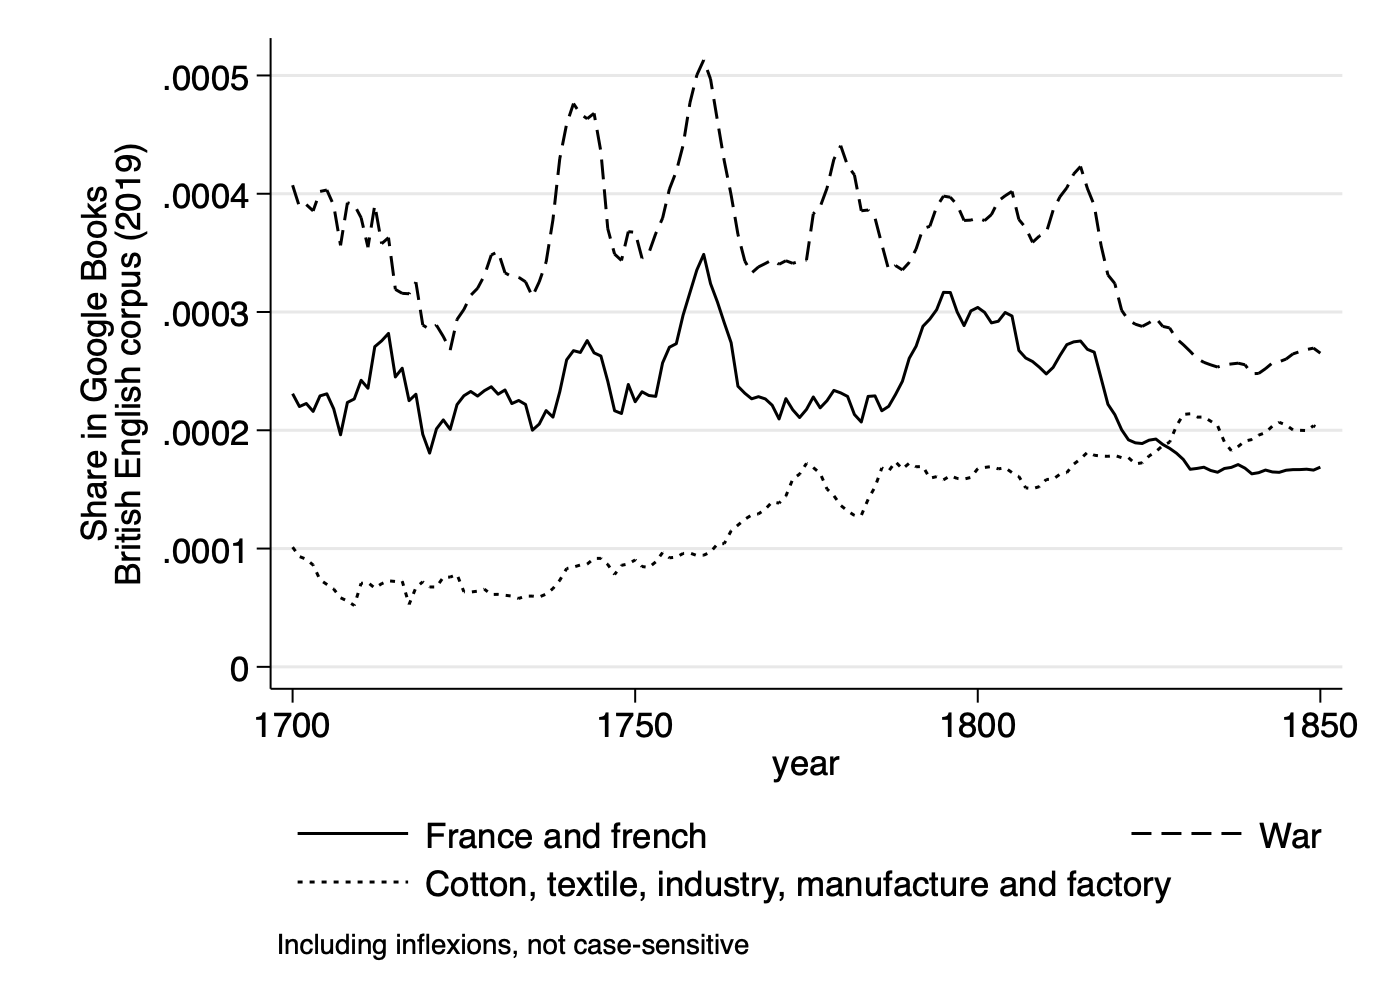 Share in Google Books
British English corpus (2019)
.0005
.0004
.0003
.0002
.0001
0
1700 1750 1800 1850
year
France and french War
Cotton, textile, industry, manufacture and factory
Including inflexions, not case-sensitive